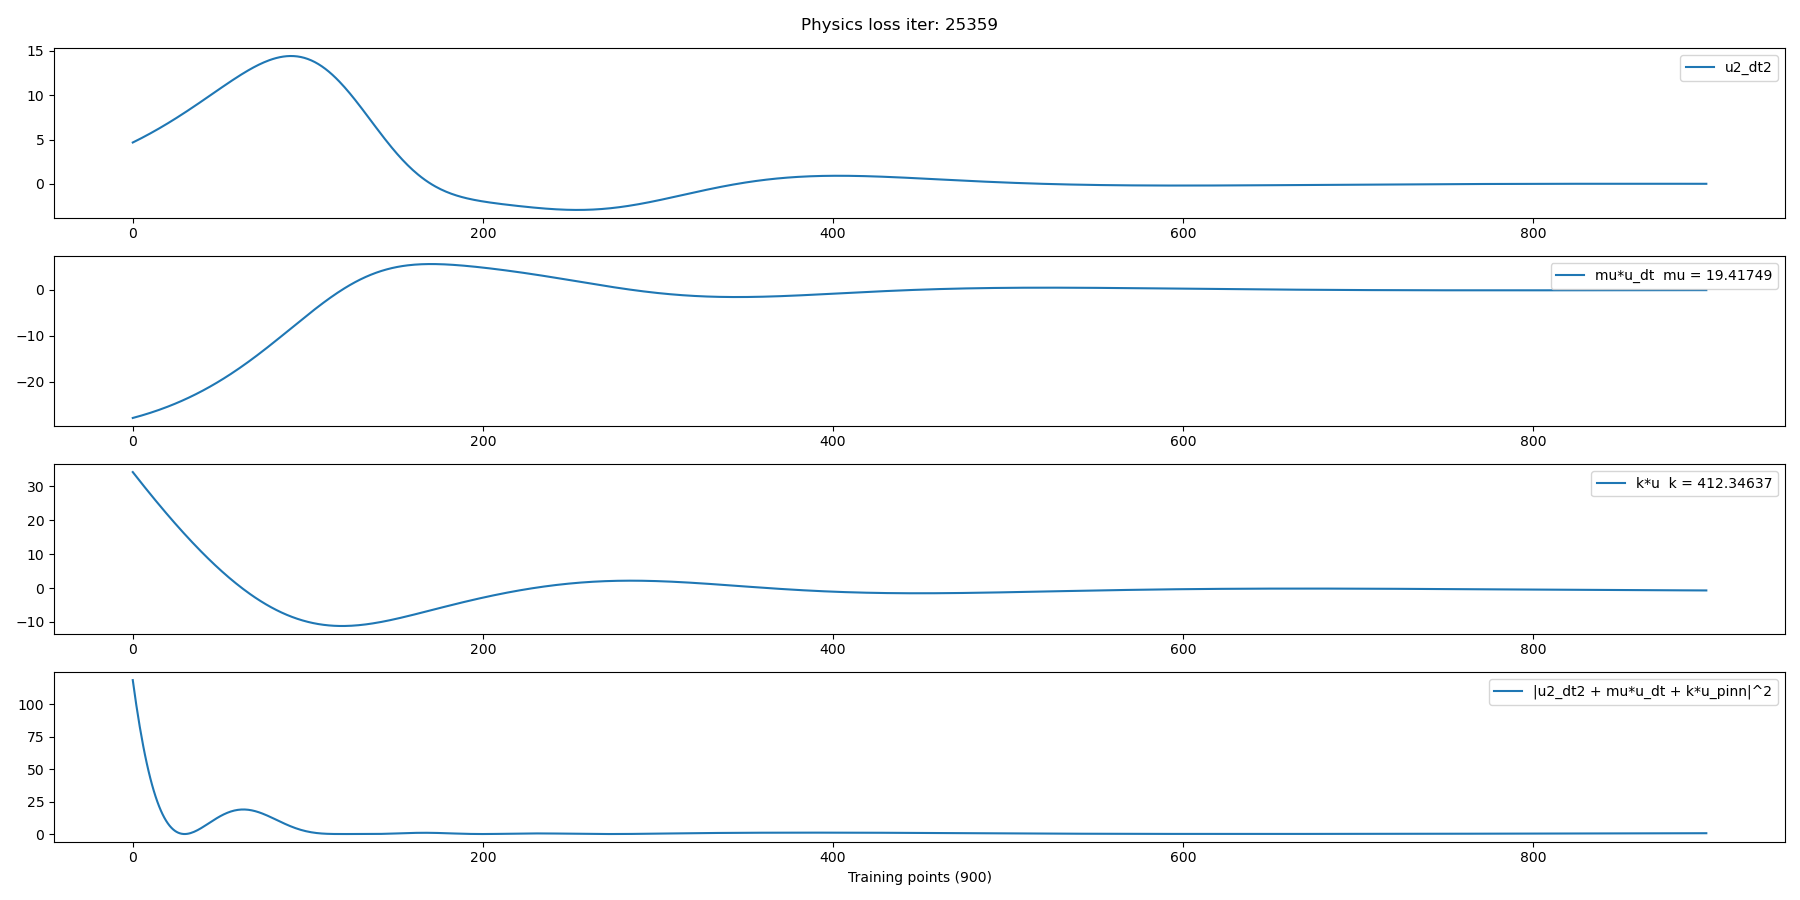 Physics loss iter: 25359
15
10
5
0
u2_dt2
0 200 400 600 800
0
−10
−20
mu*u_dt  mu = 19.41749
0 200 400 600 800
30
20
10
0
−10
k*u  k = 412.34637
0 200 400 600 800
100
75
50
25
0
|u2_dt2 + mu*u_dt + k*u_pinn|^2
0 200 400 600 800
Training points (900)